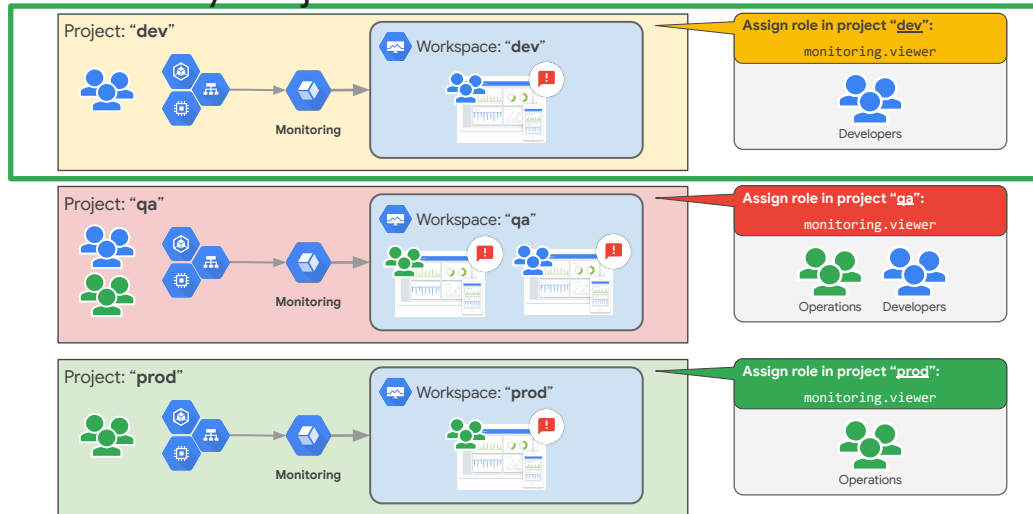 Project: “dev”
Workspace: “dev”
Monitoring
Assign role in project “dev”:
monitoring.viewer
Developers
Project: “qa”
Workspace: “qa”
Monitoring
Assign role in project “qa”:
monitoring.viewer
Operations
Developers
Project: “prod”
Workspace: “prod”
Monitoring
Assign role in project “prod”:
monitoring.viewer
Operations